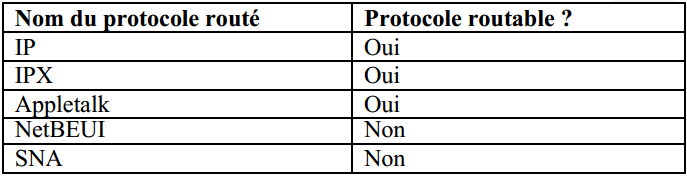 Nom du protocole routé Protocole routable ?
IP Oui
IPX Oui
Appletalk Oui
NetBEUI Non
SNA Non